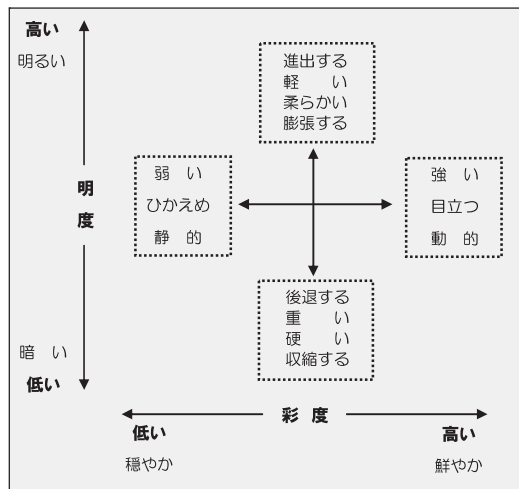 高い
明るい
進出する
軽い
柔らかい
膨張する
弱い
ひかえめ
静的
明度
強い
目立つ
動的
後退する
重い
硬い
収縮する
暗い
低い
彩度
低い
穏やか
高い
鮮やか